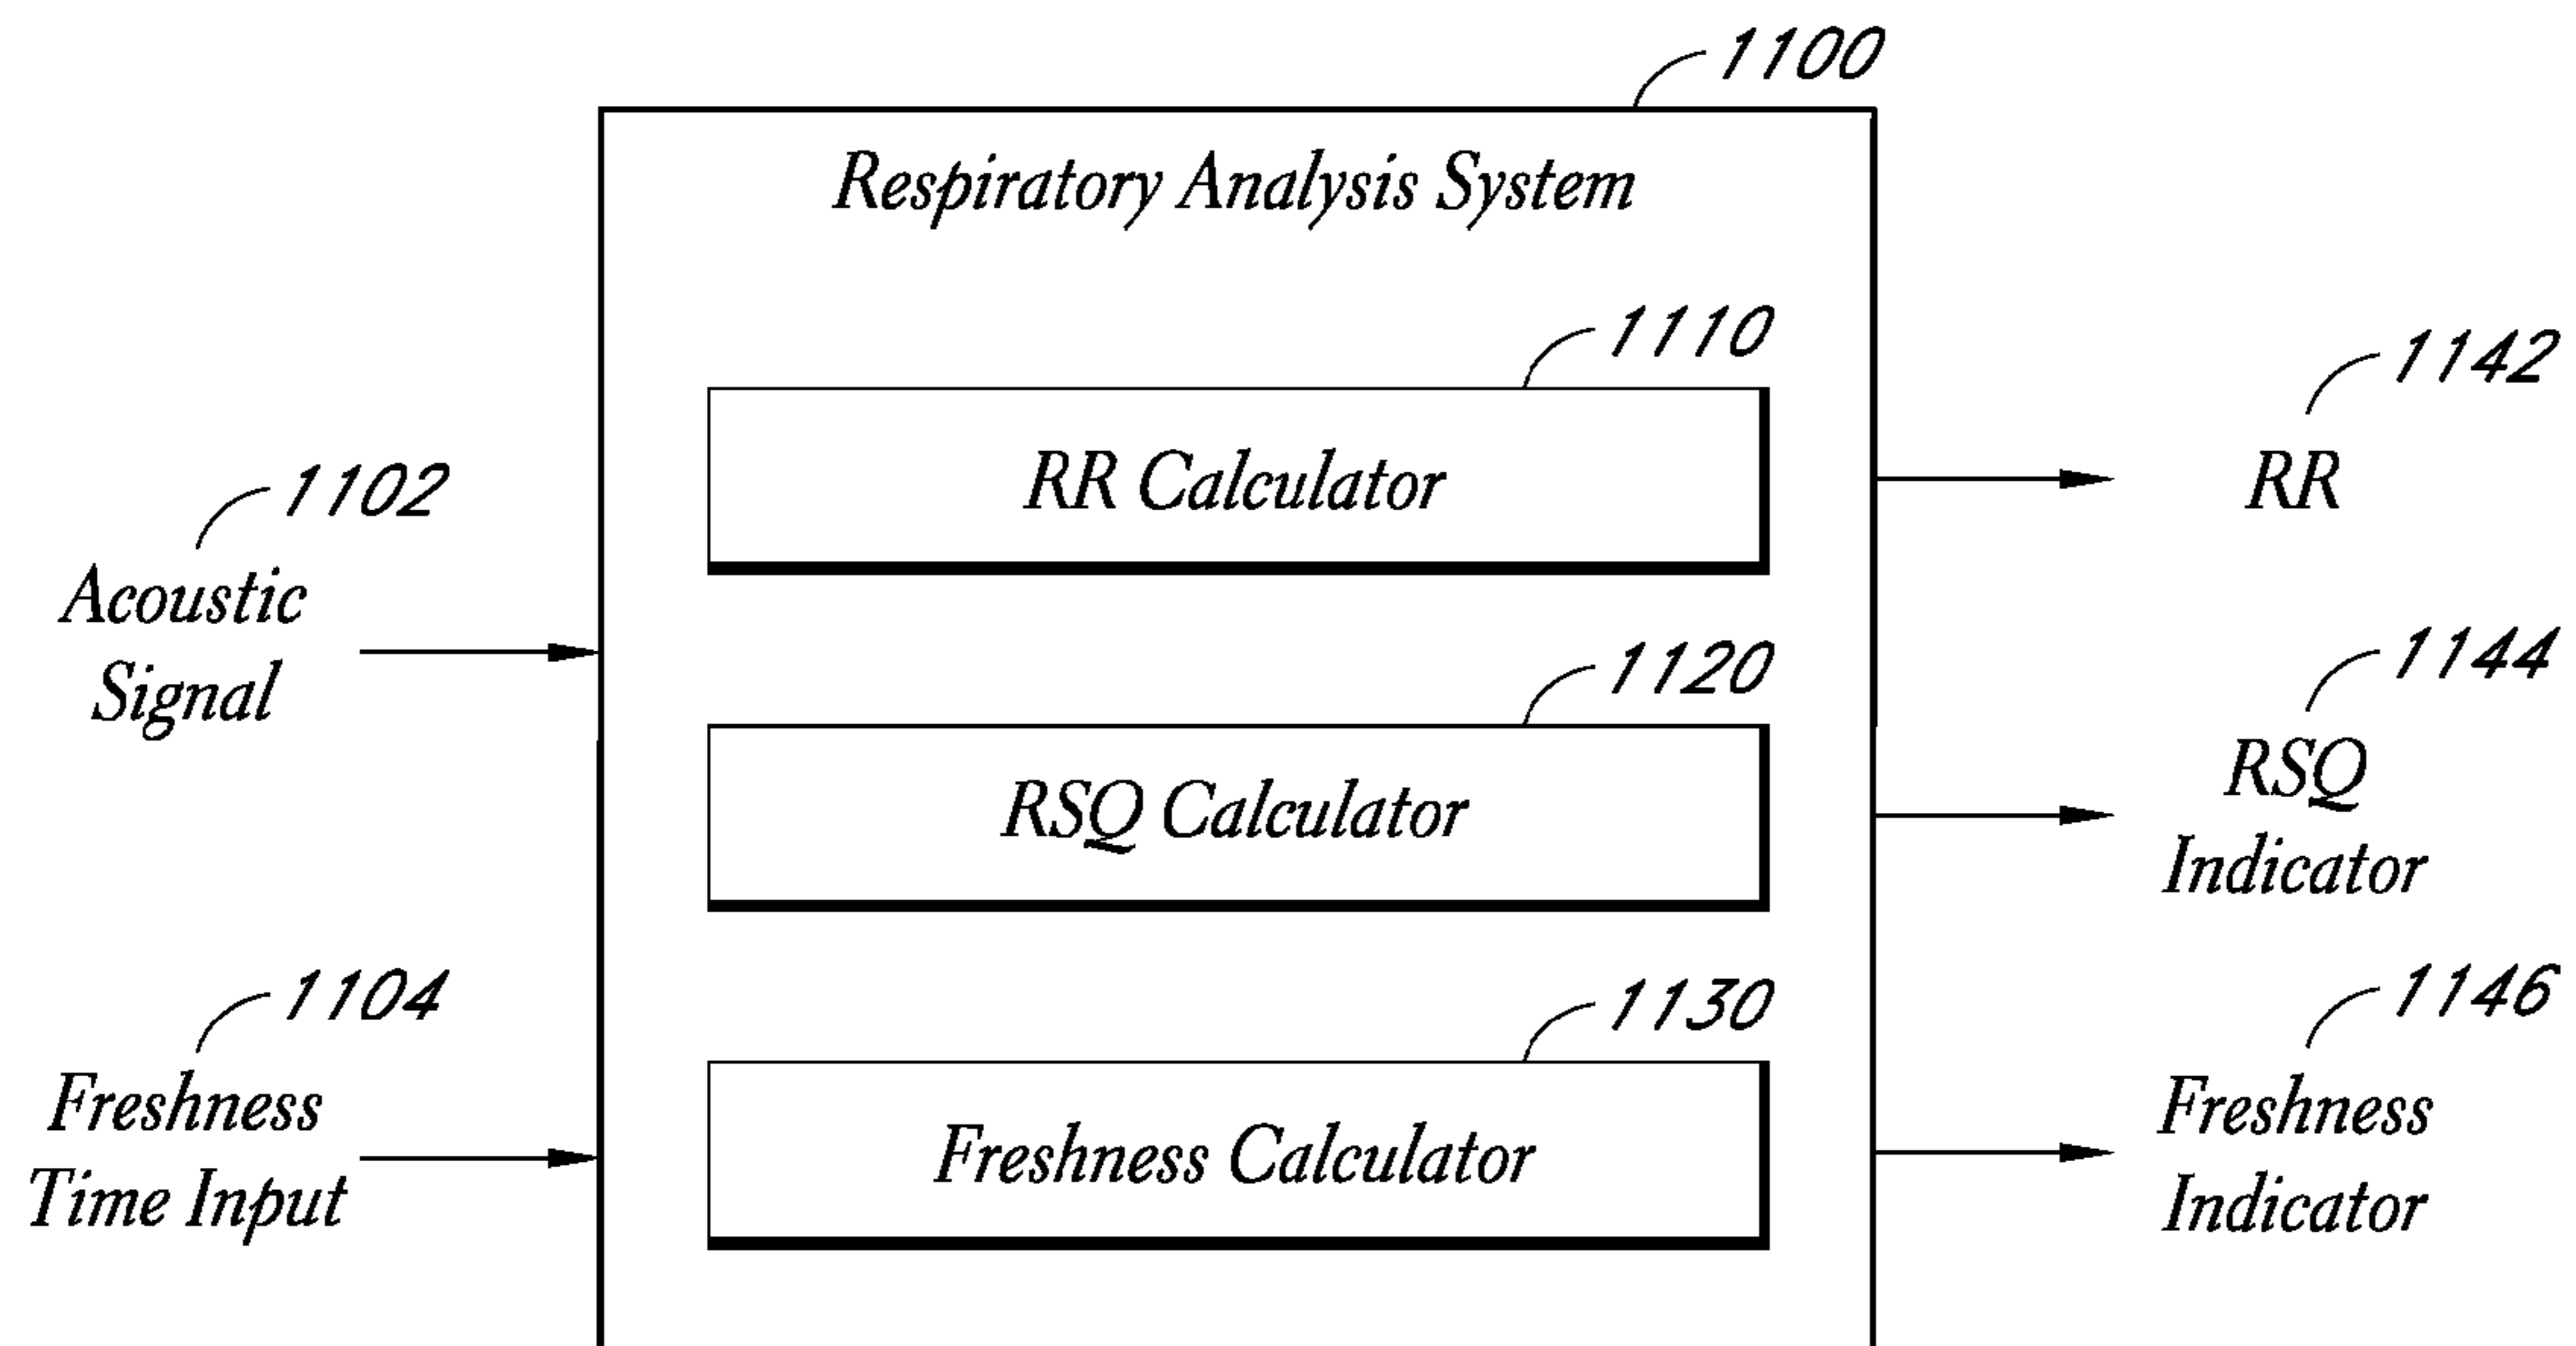 1100
Respiratory Analysis System
1110
RR Calculator
1142
RR
1102
Acoustic
Signal
1120
RSQ Calculator
1144
RSQ
Indicator
1104
Freshness
Time Input
1130
Freshness Calculator
1146
Freshness
Indicator